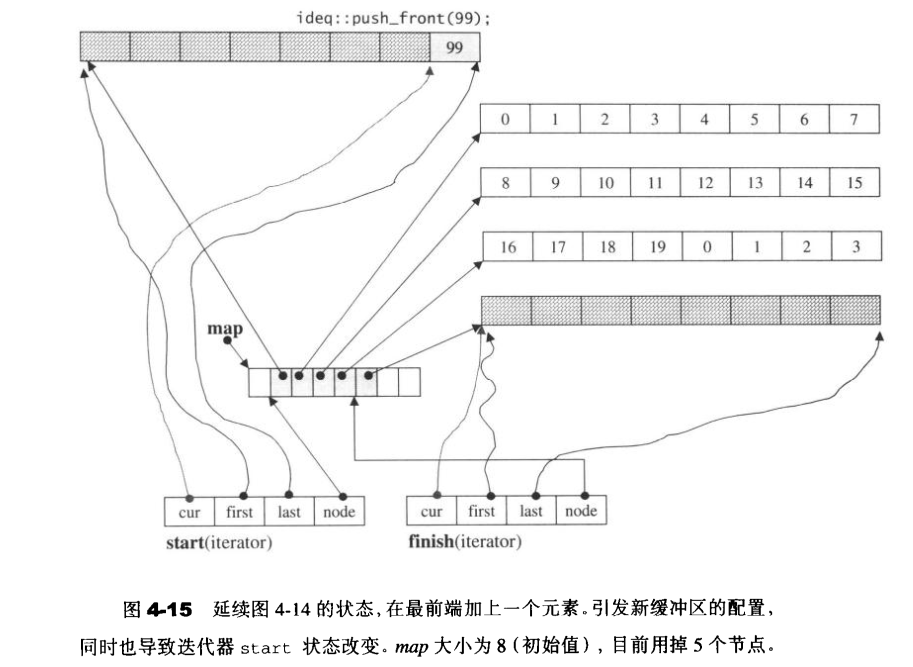 ideq::push_front(99);
99
0 1 2 3 4 5 6 7
8 9 10 11 12 13 14 15
16 17 18 19 0 1 2 3
map
cur first last node
cur first last node
start(iterator)
finish(iterator)
图 4-15 延续图 4-14 的状态,在最前端加上一个元素。引发新缓冲区的配置,
同时也导致迭代器 start 状态改变。map 大小为 8 (初始值) , 目前用掉 5 个节点。